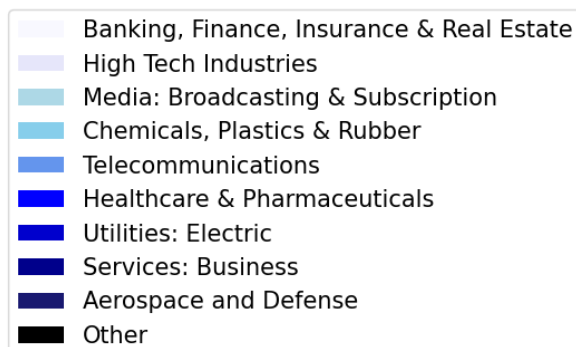 Banking, Finance, Insurance & Real Estate
High Tech Industries
Media: Broadcasting & Subscription
Chemicals, Plastics & Rubber
Telecommunications
Healthcare & Pharmaceuticals
Utilities: Electric
Services: Business
Aerospace and Defense
Other